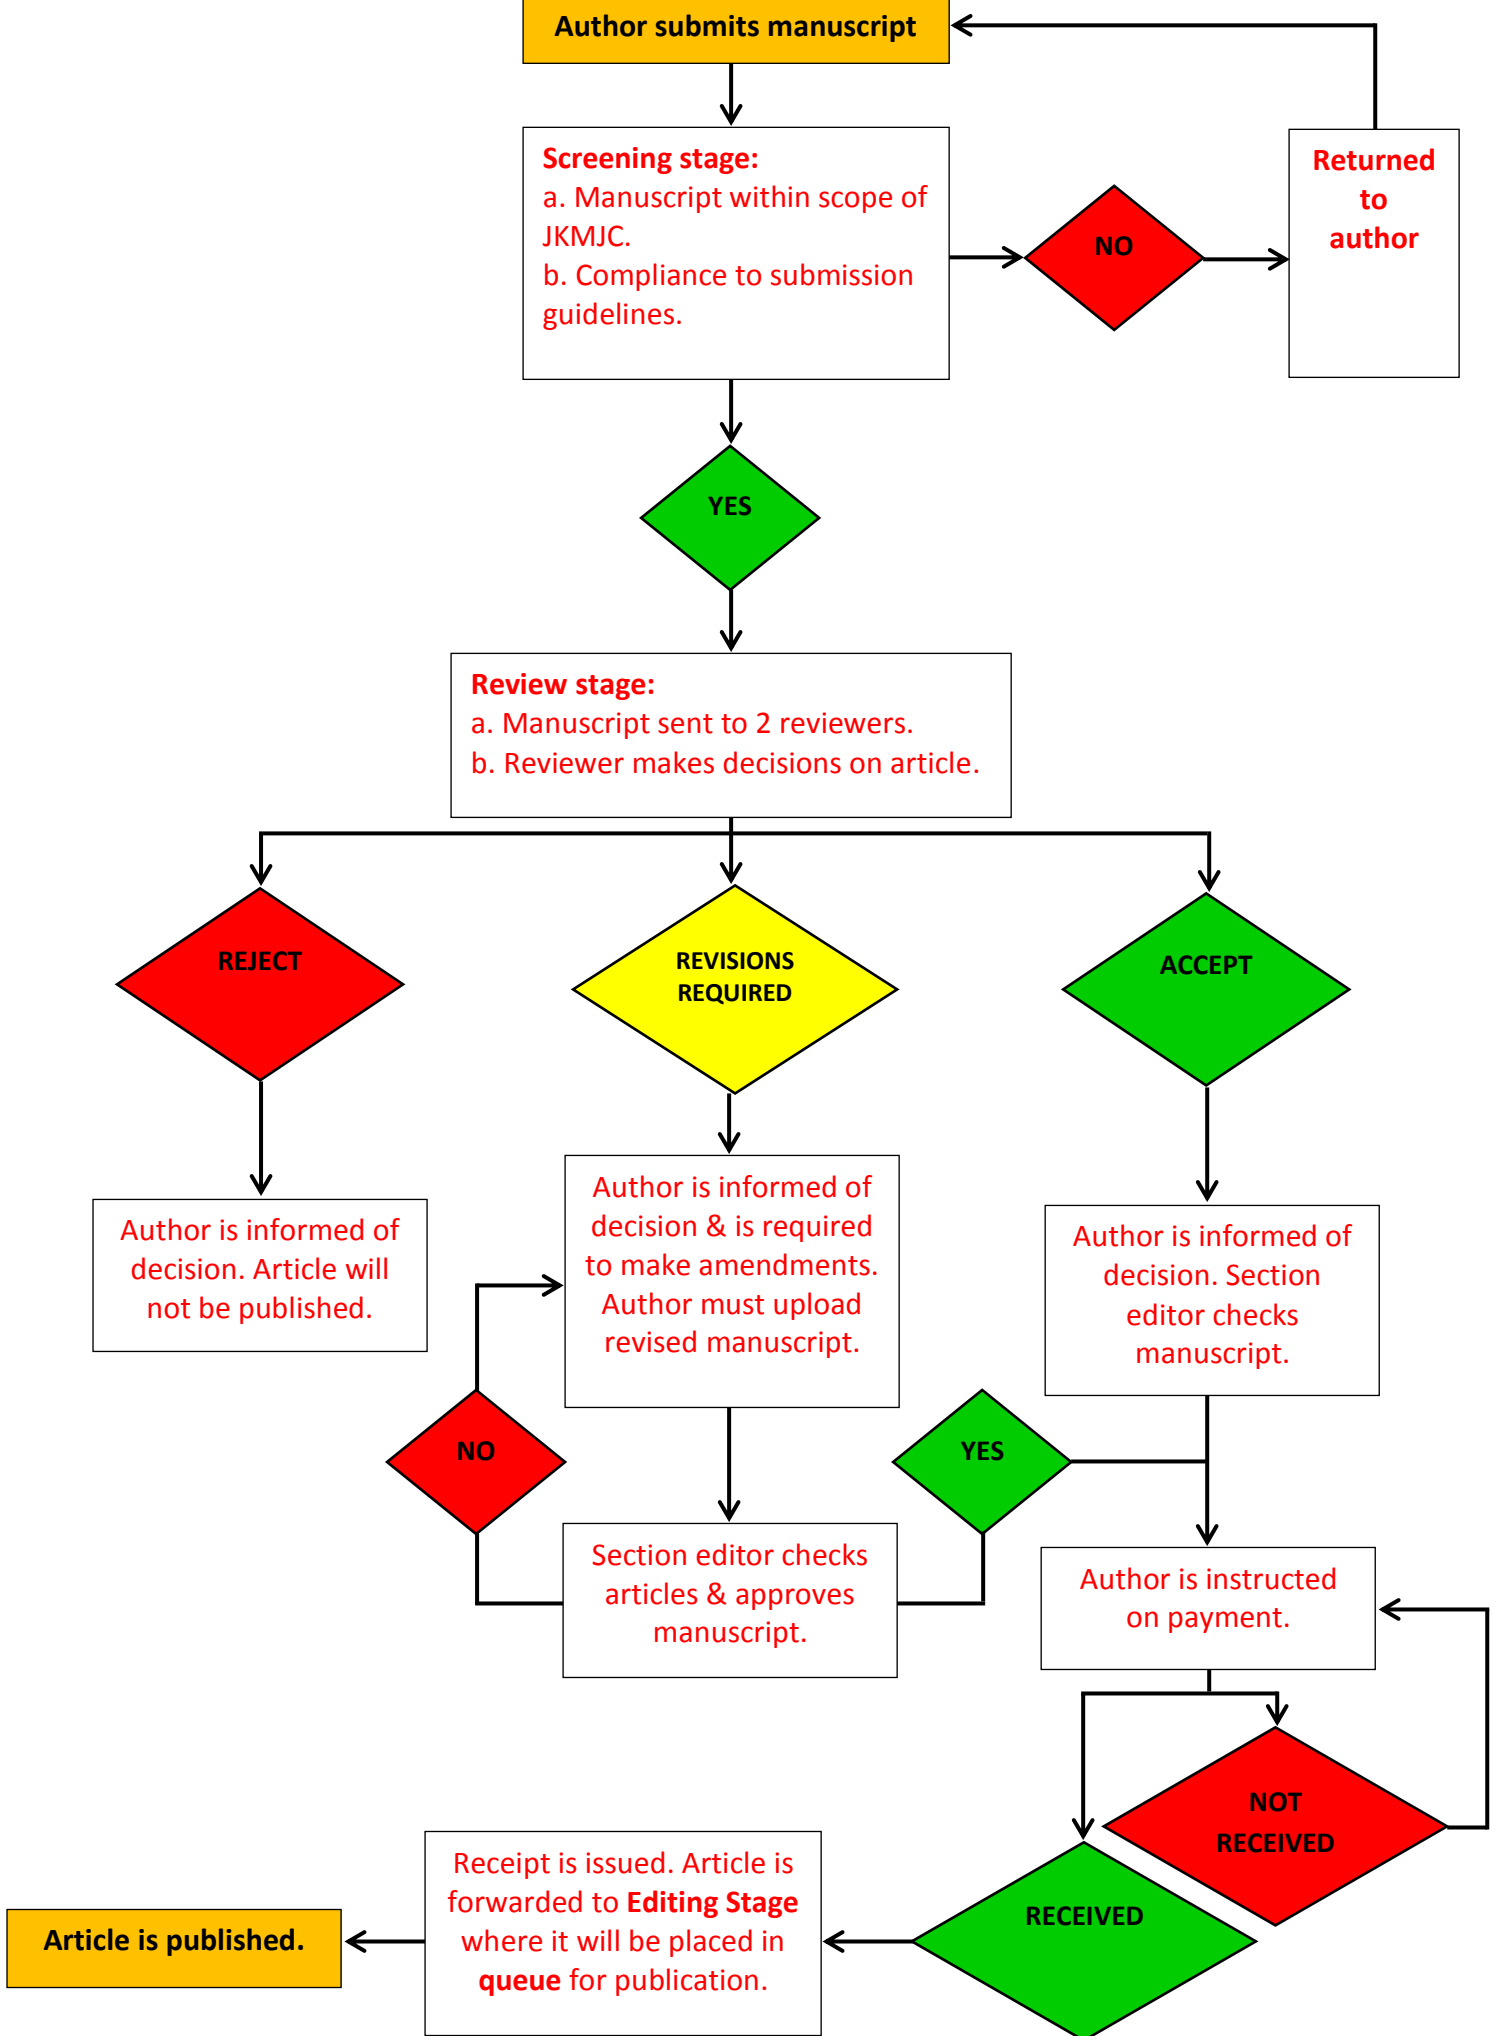 Author submits manuscript
Screening stage:
a. Manuscript within scope of
JKMJC.
b. Compliance to submission
guidelines.
NO
Returned
to
author
YES
Review stage:
a. Manuscript sent to 2 reviewers.
b. Reviewer makes decisions on article.
REJECT
REVISIONS
REQUIRED
ACCEPT
Author is informed of
decision. Article will
not be published.
Author is informed of
decision & is required
to make amendments.
Author must upload
revised manuscript.
Author is informed of
decision. Section
editor checks
manuscript.
NO
YES
Section editor checks
articles & approves
manuscript.
Author is instructed
on payment.
NOT
RECEIVED
RECEIVED
Receipt is issued. Article is
forwarded to Editing Stage
where it will be placed in
queue for publication.
Article is published.